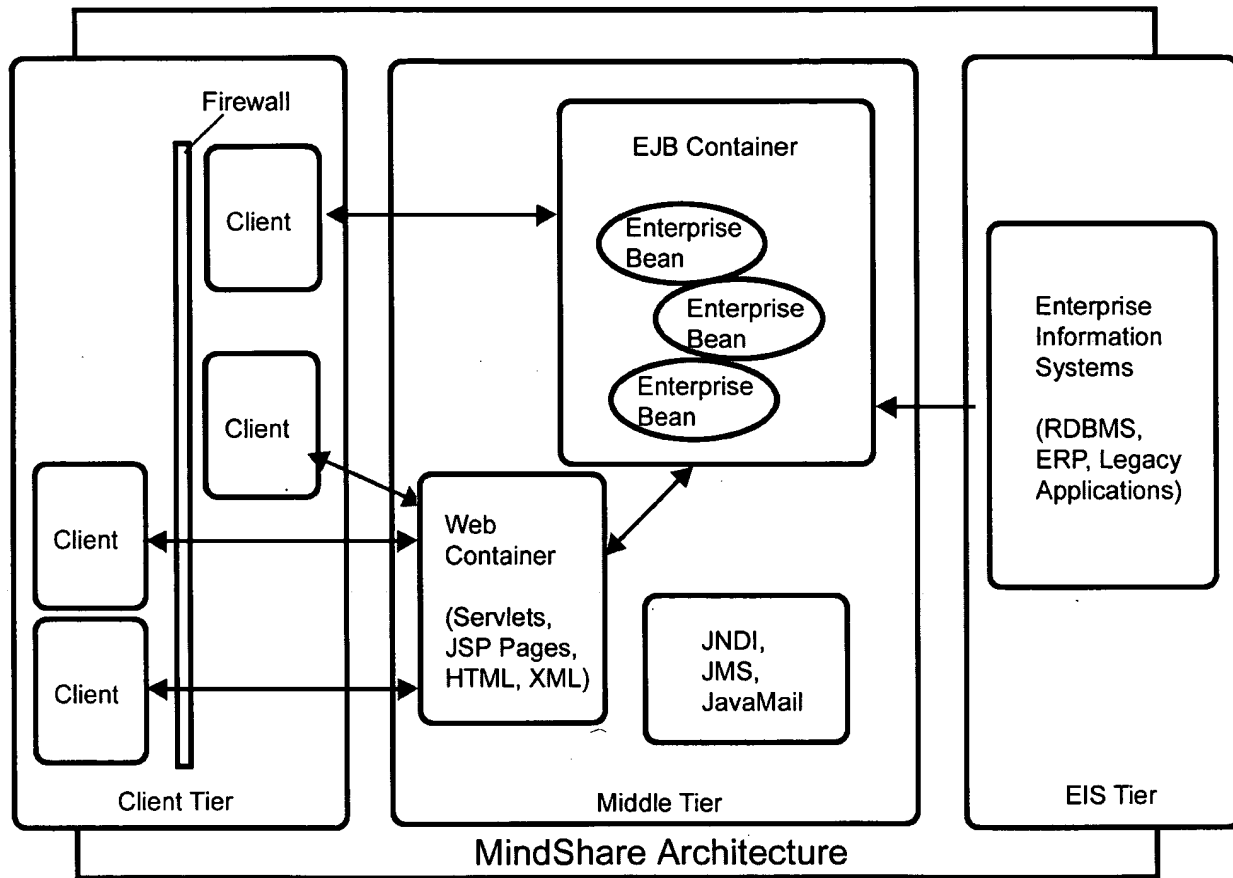 Firewall
Client
Client
Client
Client
Client Tier
EJB Container
Enterprise
Bean
Enterprise
Bean
Enterprise
Bean
Web
Container
(Servlets,
JSP Pages,
HTML, XML)
JNDI,
JMS,
JavaMail
Middle Tier
Enterprise
Information
Systems
(RDBMS,
ERP, Legacy
Applications)
EIS Tier
MindShare Architecture